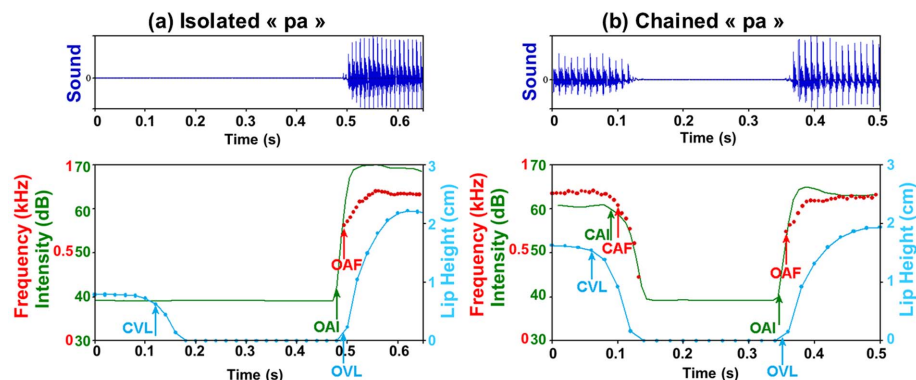 (a) Isolated « pa »
Sound
0
0 0.1 0.2 0.3 0.4 0.5 0.6
Time (s)
Frequency (kHz)
Intensity (dB)
1 70
60
0.5 50
40
0 30
CVL
OAF
OAI
OVL
3
2
1
0
Lip Height (cm)
0 0.1 0.2 0.3 0.4 0.5 0.6
Time (s)
(b) Chained « pa »
Sound
0
0 0.1 0.2 0.3 0.4 0.5
Time (s)
Frequency (kHz)
Intensity (dB)
1 70
60
0.5 50
40
0 30
CAI
CAF
CVL
OAF
OAI
OVL
3
2
1
0
Lip Height (cm)
0 0.1 0.2 0.3 0.4 0.5
Time (s)